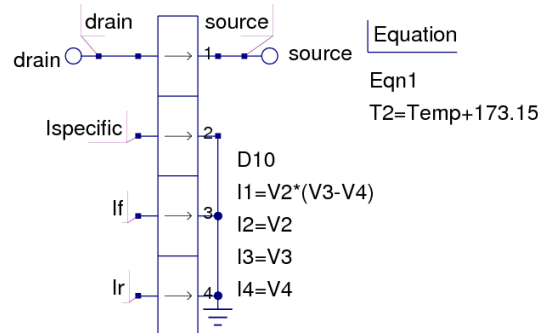 drain
source
drain
1
source
Equation
Eqn1
T2=Temp+173.15
Ispecific
2
D10
I1=V2*(V3-V4)
I2=V2
If
3
I3=V3
Ir
4
I4=V4